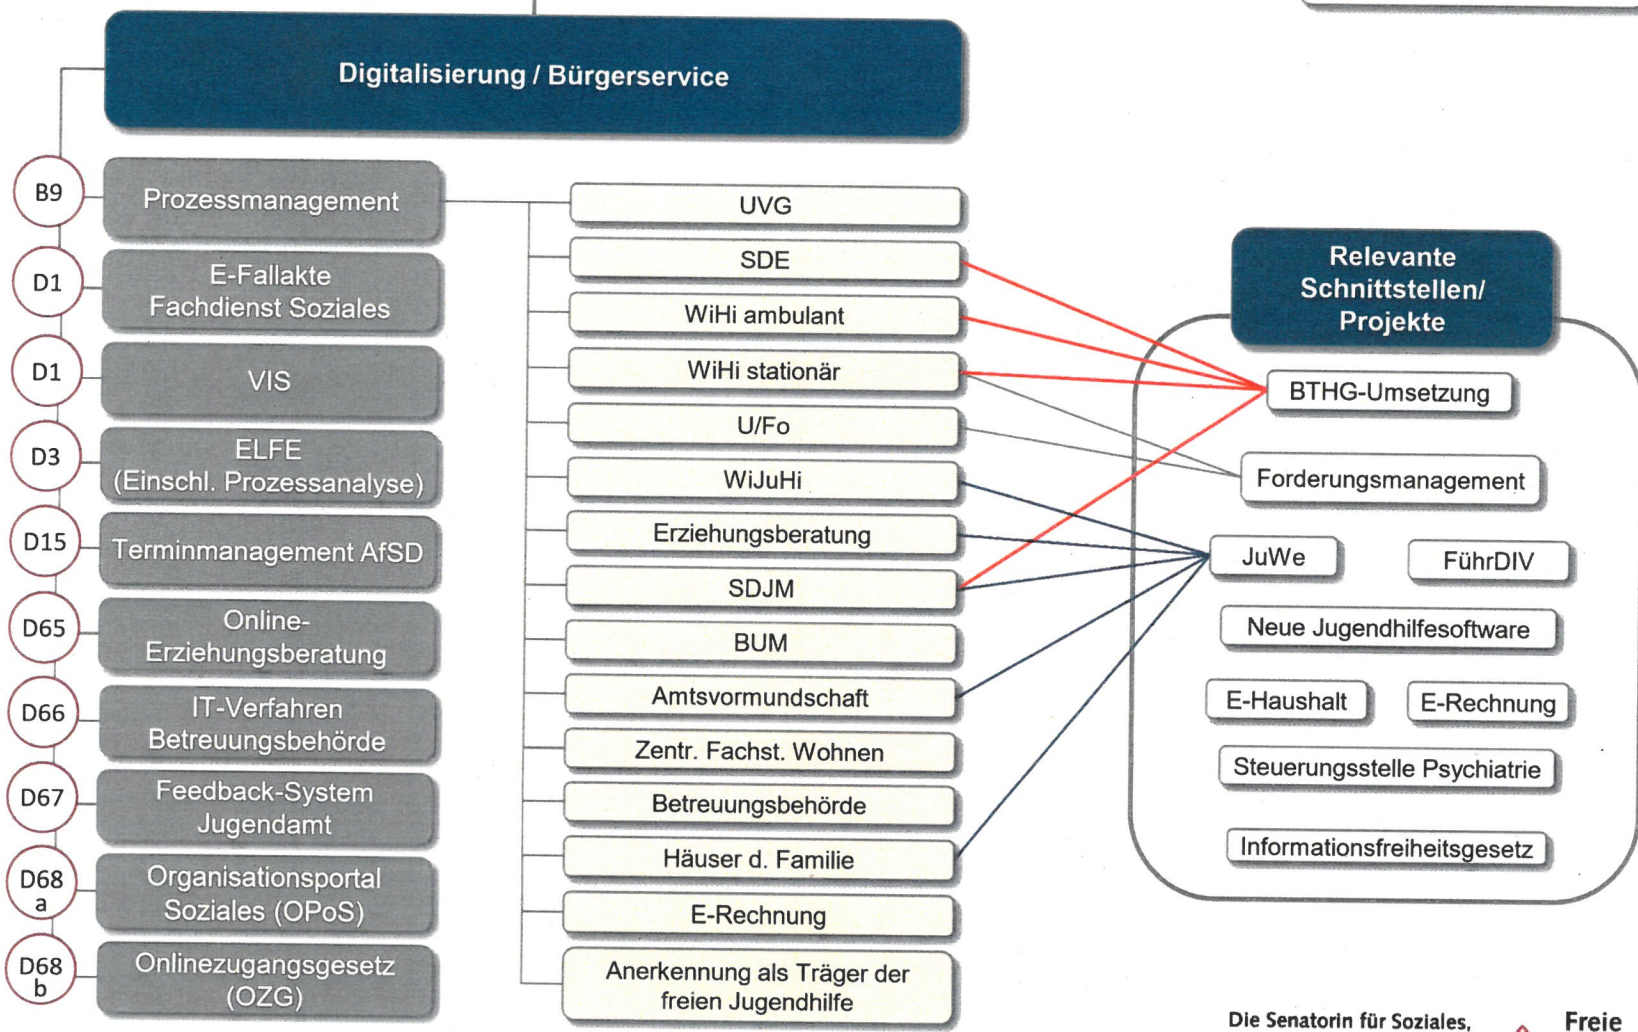 Digitalisierung / Bürgerservice
B9
Prozessmanagement
D1
E-Fallakte
Fachdienst Soziales
D1
VIS
D3
ELFE
(Einschl. Prozessanalyse)
D15
Terminmanagement AfSD
D65
Online-
Erziehungsberatung
D66
IT-Verfahren
Betreuungsbehörde
D67
Feedback-System
Jugendamt
D68
a
Organisationsportal
Soziales (OPoS)
D68
b
Onlinezugangsgesetz
(OZG)
UVG
SDE
WiHi ambulant
WiHi stationär
U/Fo
WiJuHi
Erziehungsberatung
SDJM
BUM
Amtsvormundschaft
Zentr. Fachst. Wohnen
Betreuungsbehörde
Häuser d. Familie
E-Rechnung
Anerkennung als Träger der
freien Jugendhilfe
Relevante
Schnittstellen/
Projekte
BTHG-Umsetzung
Forderungsmanagement
JuWe
FührDIV
Neue Jugendhilfesoftware
E-Haushalt
E-Rechnung
Steuerungsstelle Psychiatrie
Informationsfreiheitsgesetz
Die Senatorin für Soziales,
Freie